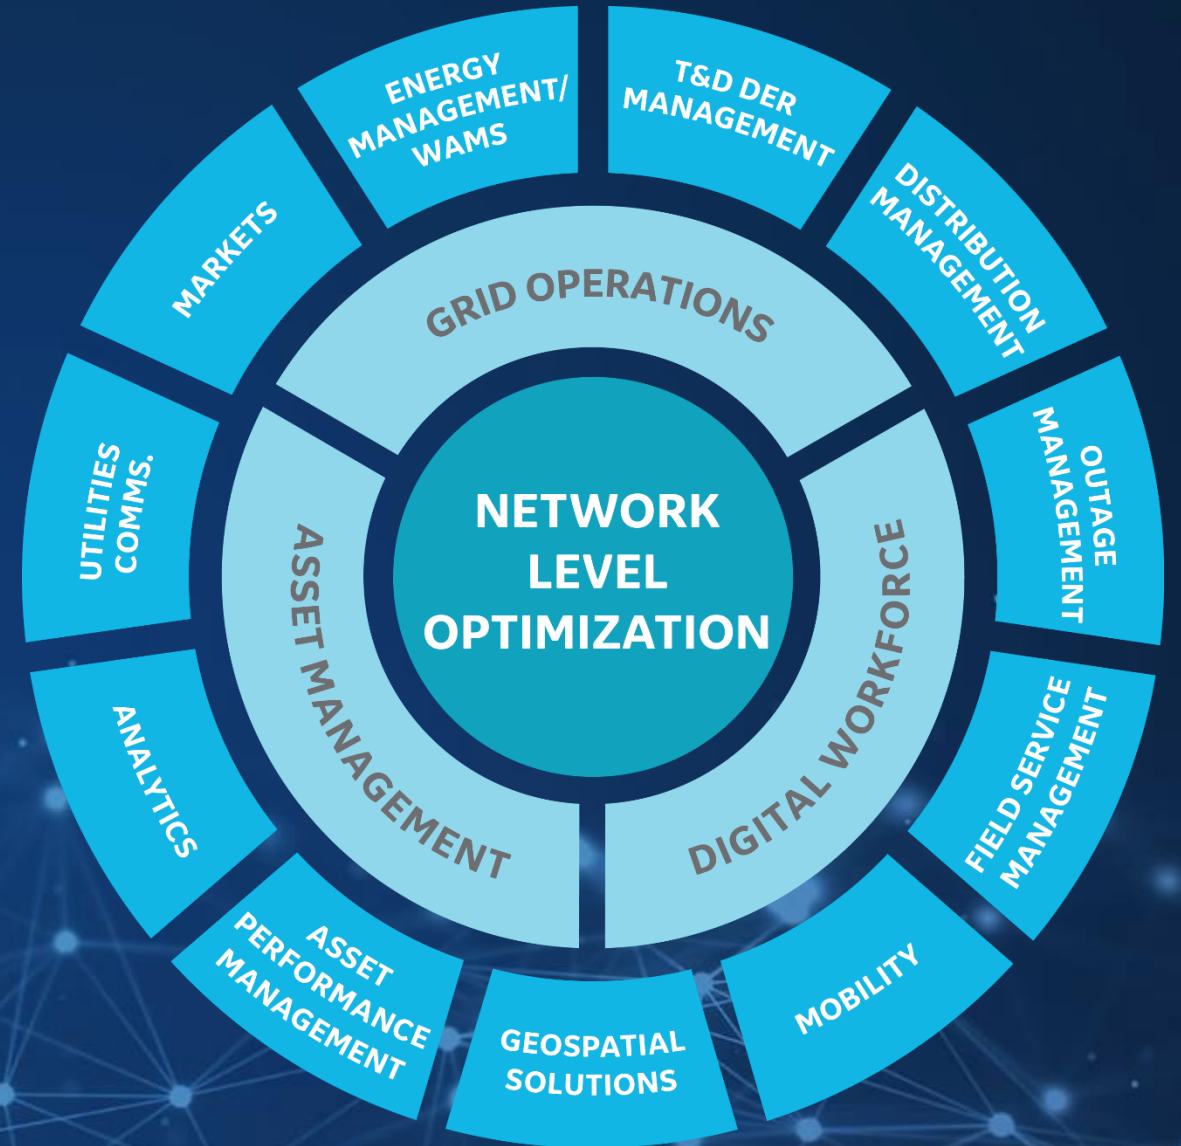 NETWORK
LEVEL
OPTIMIZATION
GRID OPERATIONS
DIGITAL WORKFORCE
ASSET MANAGEMENT
ENERGY
MANAGEMENT/
WAMS
T&D DER
MANAGEMENT
DISTRIBUTION
MANAGEMENT
OUTAGE
MANAGEMENT
FIELD SERVICE
MANAGEMENT
MOBILITY
GEOSPATIAL
SOLUTIONS
ASSET
PERFORMANCE
MANAGEMENT
ANALYTICS
UTILITIES
COMMS.
MARKETS